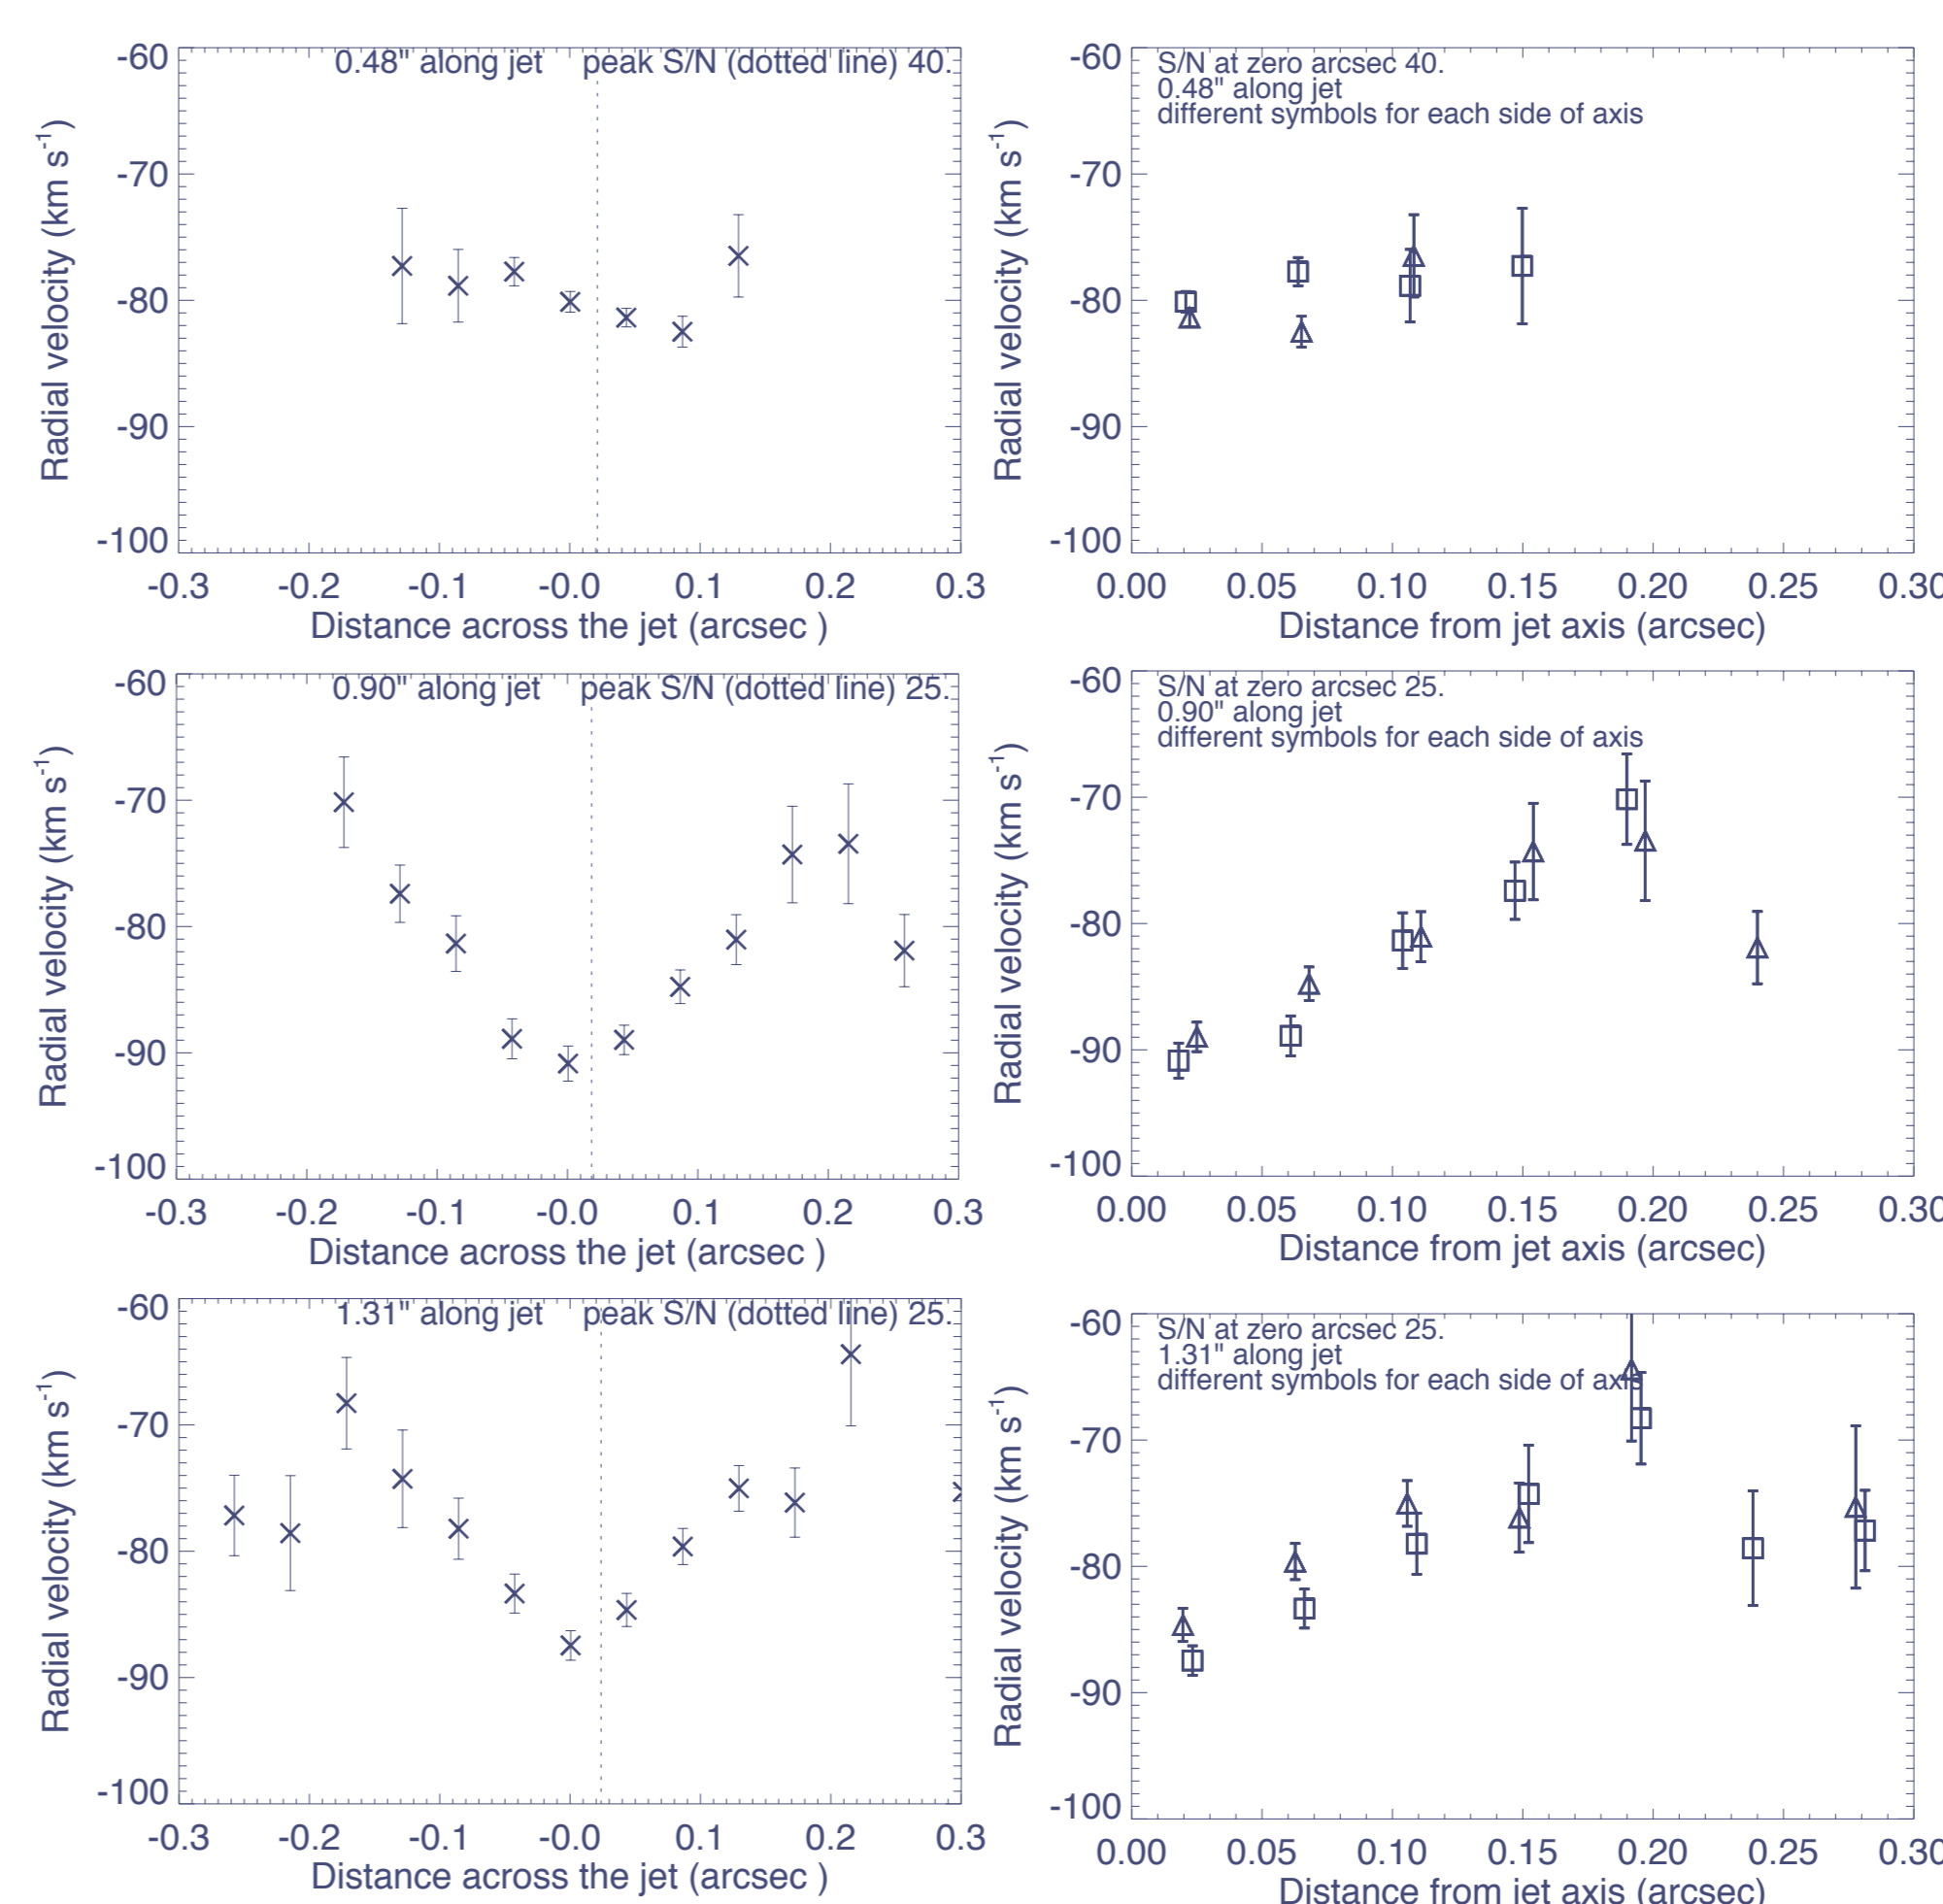 0.48" along jet peak S/N (dotted line) 40.
-60
-70
-80
-90
-100
Radial velocity (km s-1)
-0.3 -0.2 -0.1 -0.0 0.1 0.2 0.3
Distance across the jet (arcsec )
S/N at zero arcsec 40.
0.48" along jet
different symbols for each side of axis
-60
-70
-80
-90
-100
Radial velocity (km s-1)
0.00 0.05 0.10 0.15 0.20 0.25 0.30
Distance from jet axis (arcsec)
0.90" along jet peak S/N (dotted line) 25.
-60
-70
-80
-90
-100
Radial velocity (km s-1)
-0.3 -0.2 -0.1 -0.0 0.1 0.2 0.3
Distance across the jet (arcsec )
S/N at zero arcsec 25.
0.90" along jet
different symbols for each side of axis
-60
-70
-80
-90
-100
Radial velocity (km s-1)
0.00 0.05 0.10 0.15 0.20 0.25 0.30
Distance from jet axis (arcsec)
1.31" along jet peak S/N (dotted line) 25.
-60
-70
-80
-90
-100
Radial velocity (km s-1)
-0.3 -0.2 -0.1 -0.0 0.1 0.2 0.3
Distance across the jet (arcsec )
S/N at zero arcsec 25.
1.31" along jet
different symbols for each side of axis
-60
-70
-80
-90
-100
Radial velocity (km s-1)
0.00 0.05 0.10 0.15 0.20 0.25 0.30
Distance from jet axis (arcsec)